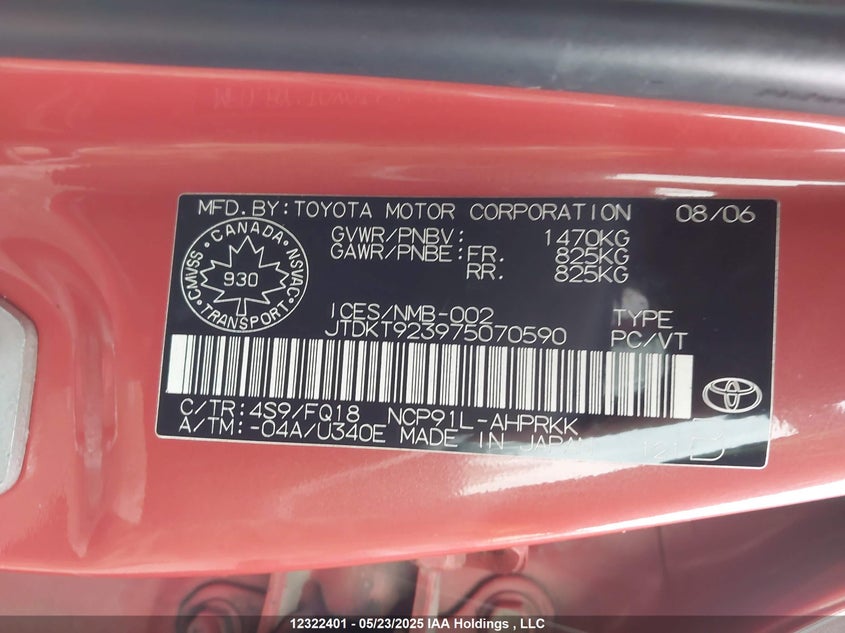 MFD.BY:TOYOTA MOTOR CORPORATION 08/06
GVWR/PNBV: 1470KG
GAWR/PNBE:FR. 825KG
RR. 825KG
CMVSS · CANADA · NSVAC · TRANSPORT
930
ICES/NMB-002
JTDKT923975070590
TYPE
PC/VT
C/TR:4S9/FQ18 NCP91L-AHPRKK
A/TM:-04A/U340E MADE IN JAPAN
12322401 - 05/23/2025 IAA Holdings , LLC